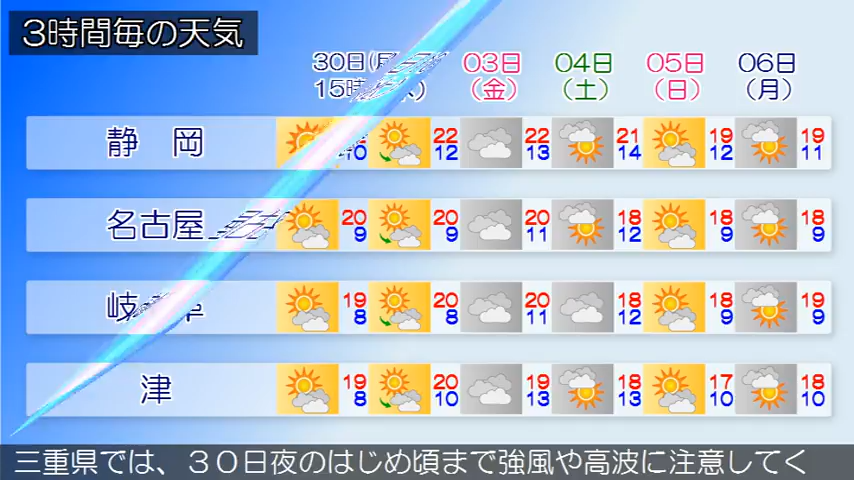 3時間毎の天気
30日(月 03日 04日 05日 06日
15時 (金) (土) (日) (月)
静岡 10 22 12 22 13 21 14 19 12 19 11
名古屋 20 9 20 9 20 11 18 12 18 9 18 9
岐阜 19 8 20 8 20 11 18 12 18 9 19 9
津 19 8 20 10 19 13 18 13 17 10 18 10
三重県では、３０日夜のはじめ頃まで強風や高波に注意してく